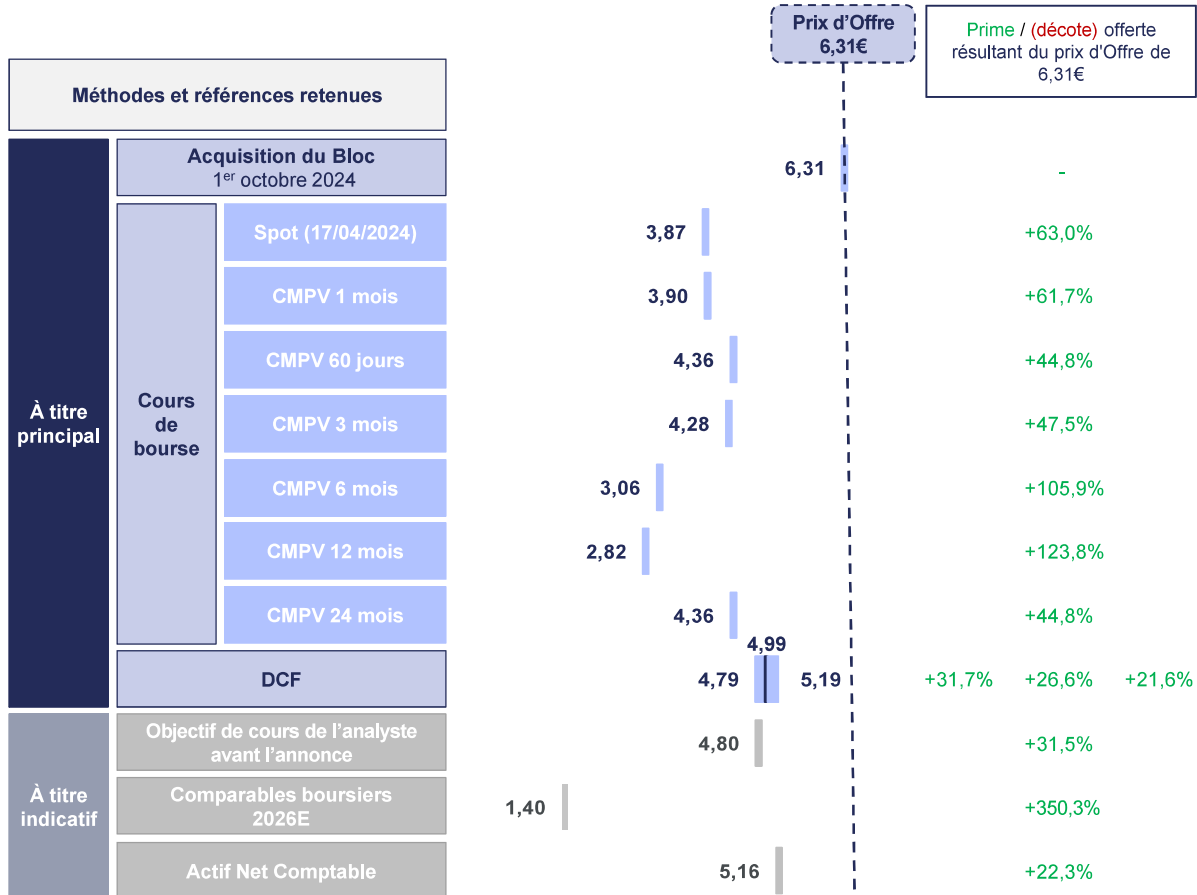 Prix d'Offre
6,31€
Prime / (décote) offerte
résultant du prix d'Offre de
6,31€
Méthodes et références retenues
À titre
principal
Acquisition du Bloc
1er octobre 2024
6,31
-
Cours
de
bourse
Spot (17/04/2024)
3,87
+63,0%
CMPV 1 mois
3,90
+61,7%
CMPV 60 jours
4,36
+44,8%
CMPV 3 mois
4,28
+47,5%
CMPV 6 mois
3,06
+105,9%
CMPV 12 mois
2,82
+123,8%
CMPV 24 mois
4,36
+44,8%
DCF
4,79
4,99
5,19
+31,7%
+26,6%
+21,6%
À titre
indicatif
Objectif de cours de l'analyste
avant l'annonce
4,80
+31,5%
Comparables boursiers
2026E
1,40
+350,3%
Actif Net Comptable
5,16
+22,3%